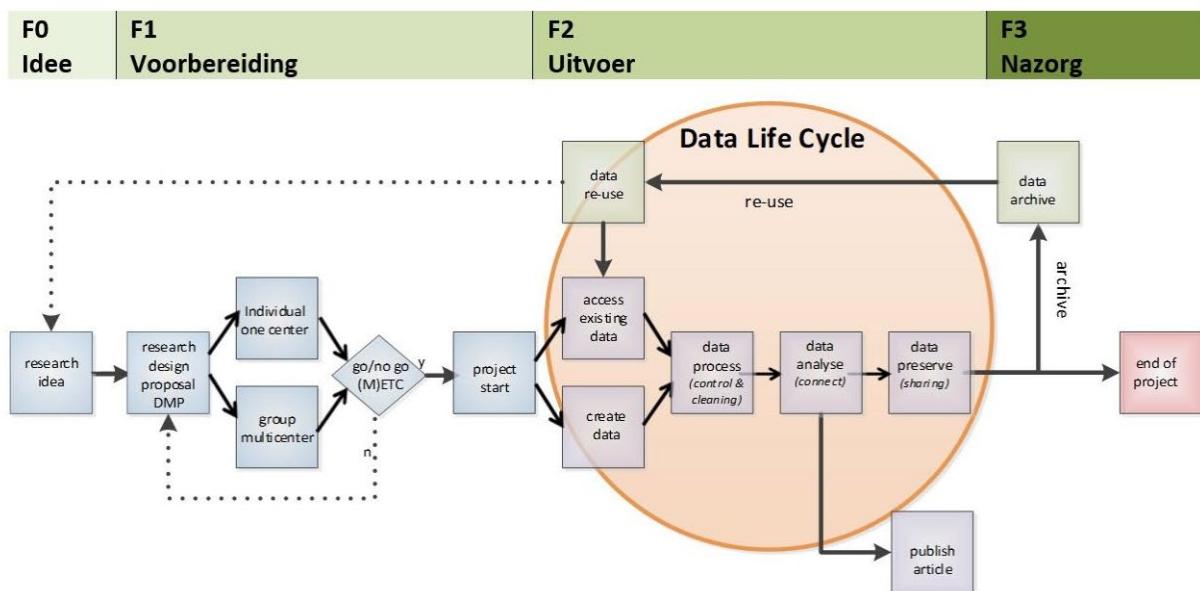 F0
Idee
F1
Voorbereiding
F2
Uitvoer
F3
Nazorg
Data Life Cycle
data
re-use
re-use
data
archive
archive
research
idea
research
design
proposal
DMP
Individual
one center
group
multicenter
go/no go
(M)ETC
y
n
project
start
access
existing
data
create
data
data
process
(control &
cleaning)
data
analyse
(connect)
data
preserve
(sharing)
end of
project
publish
article